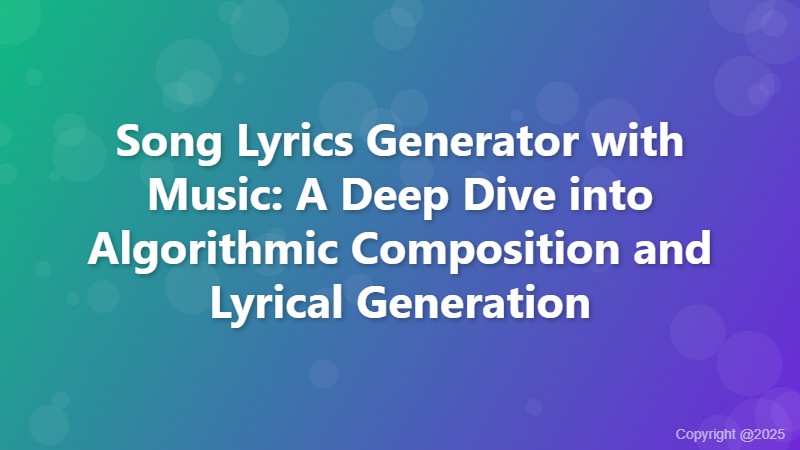 Song Lyrics Generator with
Music: A Deep Dive into
Algorithmic Composition and
Lyrical Generation
Copyright @2025